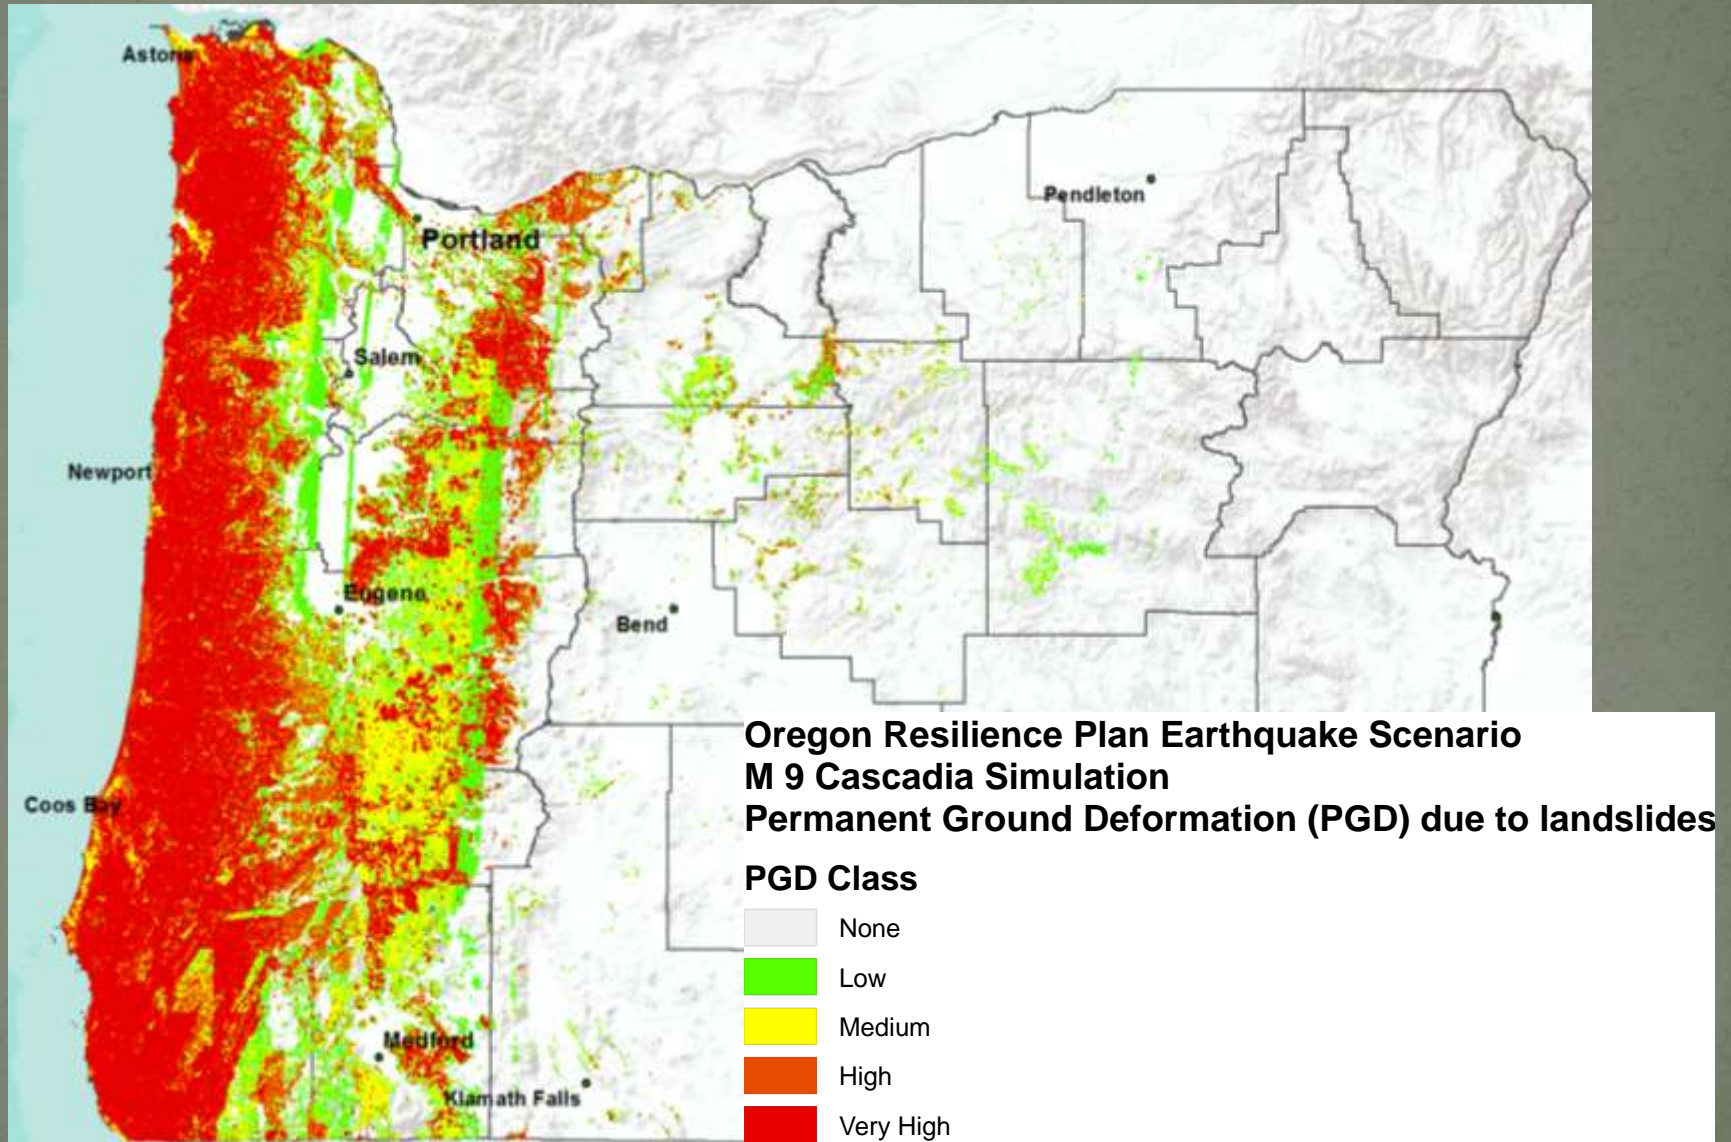 Astoria
Pendleton
Portland
Salem
Newport
Eugene
Bend
Coos Bay
Medford
Klamath Falls
Oregon Resilience Plan Earthquake Scenario
M 9 Cascadia Simulation
Permanent Ground Deformation (PGD) due to landslides
PGD Class
None
Low
Medium
High
Very High